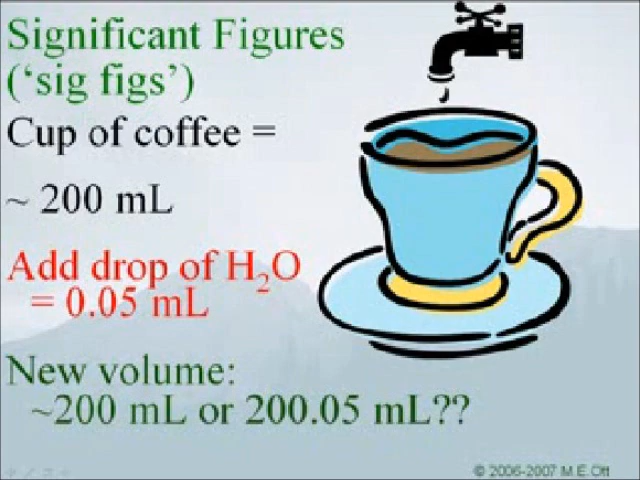 Significant Figures
(‘sig figs’)
Cup of coffee =
~ 200 mL
Add drop of H₂O
= 0.05 mL
New volume:
~200 mL or 200.05 mL??
© 2006-2007 M.E.Ott